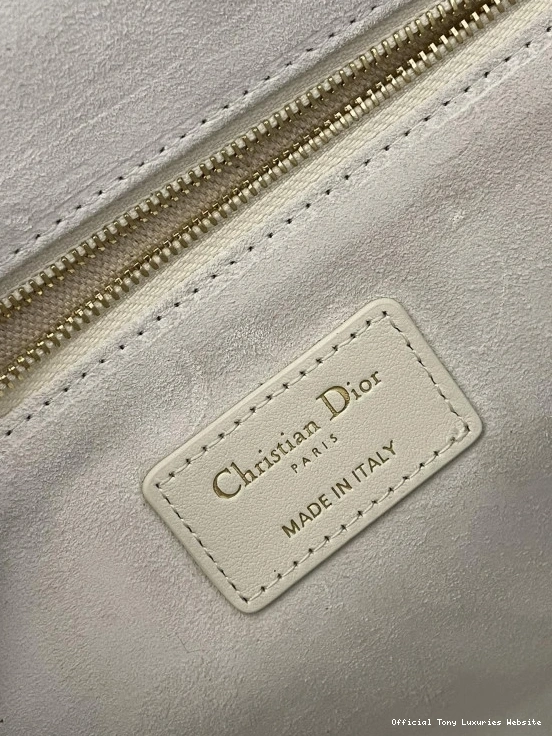 Christian Dior
PARIS
MADE IN ITALY
Official Tony Luxuries Website